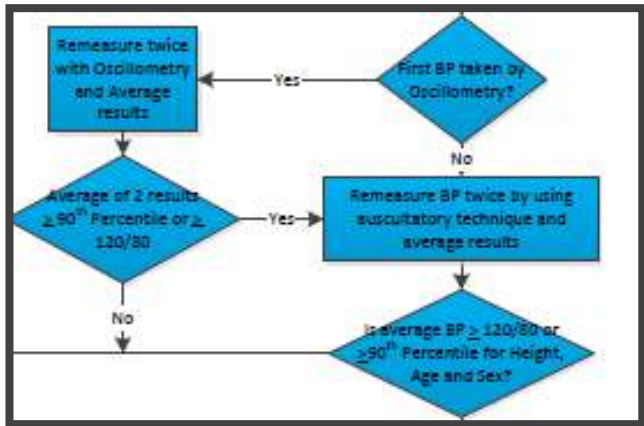 Remeasure twice
with Oscillometry
and Average
results
Yes
First BP taken by
Oscillometry?
No
Average of 2 results
≥ 90th Percentile or ≥
120/80
Yes
Remeasure BP twice by using
auscultatory technique and
average results
No
Is average BP ≥ 120/80 or
≥90th Percentile for Height,
Age and Sex?